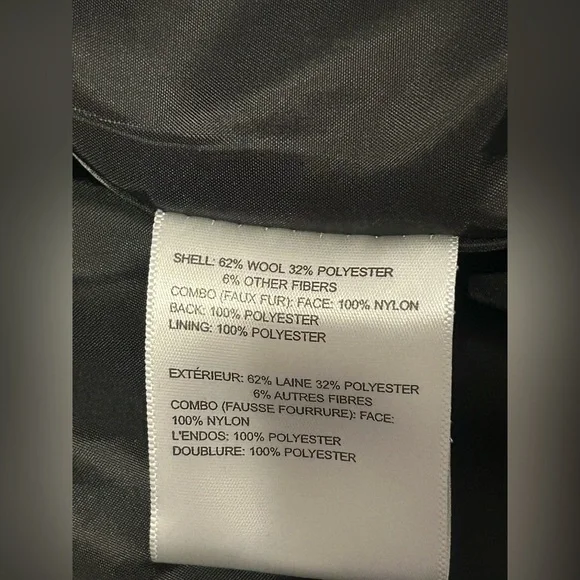 SHELL: 62% WOOL 32% POLYESTER
6% OTHER FIBERS
COMBO (FAUX FUR): FACE: 100% NYLON
BACK: 100% POLYESTER
LINING: 100% POLYESTER
EXTÉRIEUR: 62% LAINE 32% POLYESTER
6% AUTRES FIBRES
COMBO (FAUSSE FOURRURE): FACE:
100% NYLON
L'ENDOS: 100% POLYESTER
DOUBLURE: 100% POLYESTER